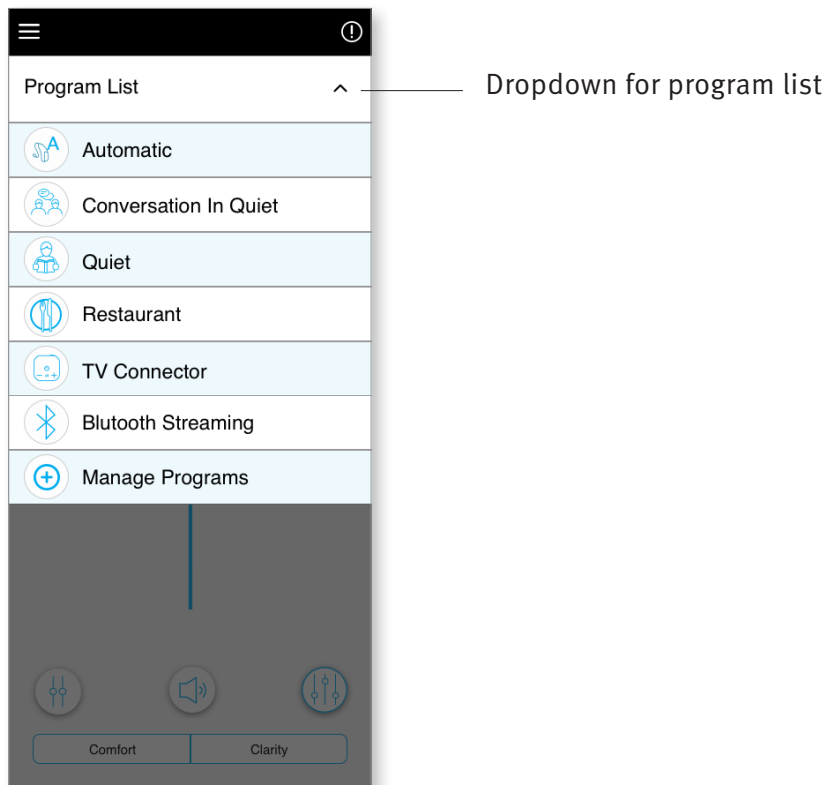 Program List
Dropdown for program list
A Automatic
Conversation In Quiet
Quiet
Restaurant
TV Connector
Blutooth Streaming
Manage Programs
Comfort Clarity